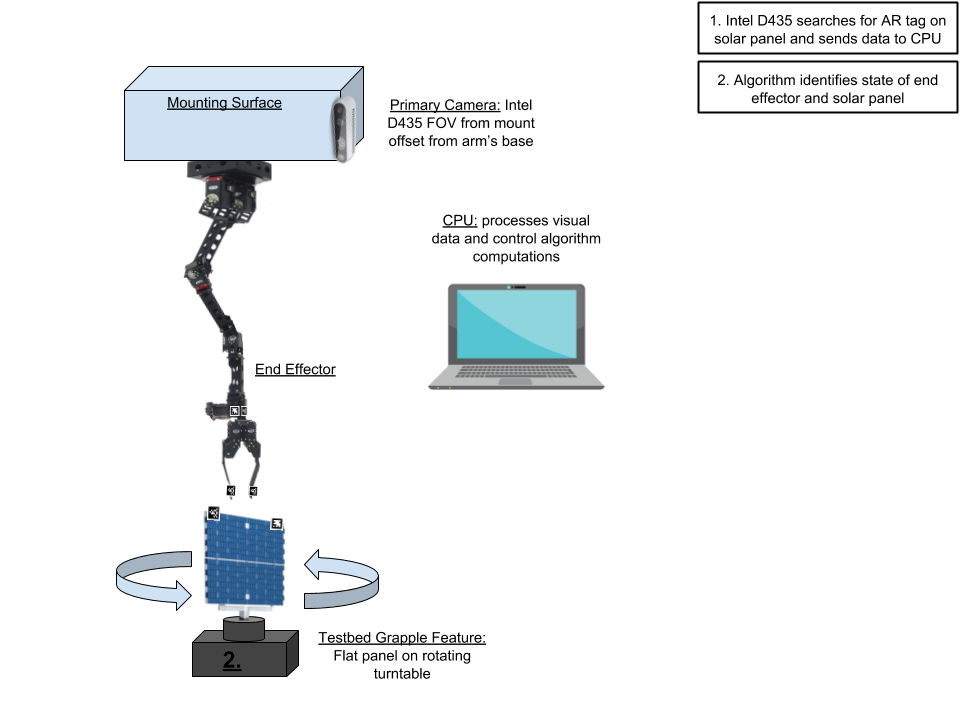 1. Intel D435 searches for AR tag on
solar panel and sends data to CPU
2. Algorithm identifies state of end
effector and solar panel
Mounting Surface
Primary Camera: Intel
D435 FOV from mount
offset from arm's base
CPU: processes visual
data and control algorithm
computations
End Effector
Testbed Grapple Feature:
Flat panel on rotating
turntable
2.